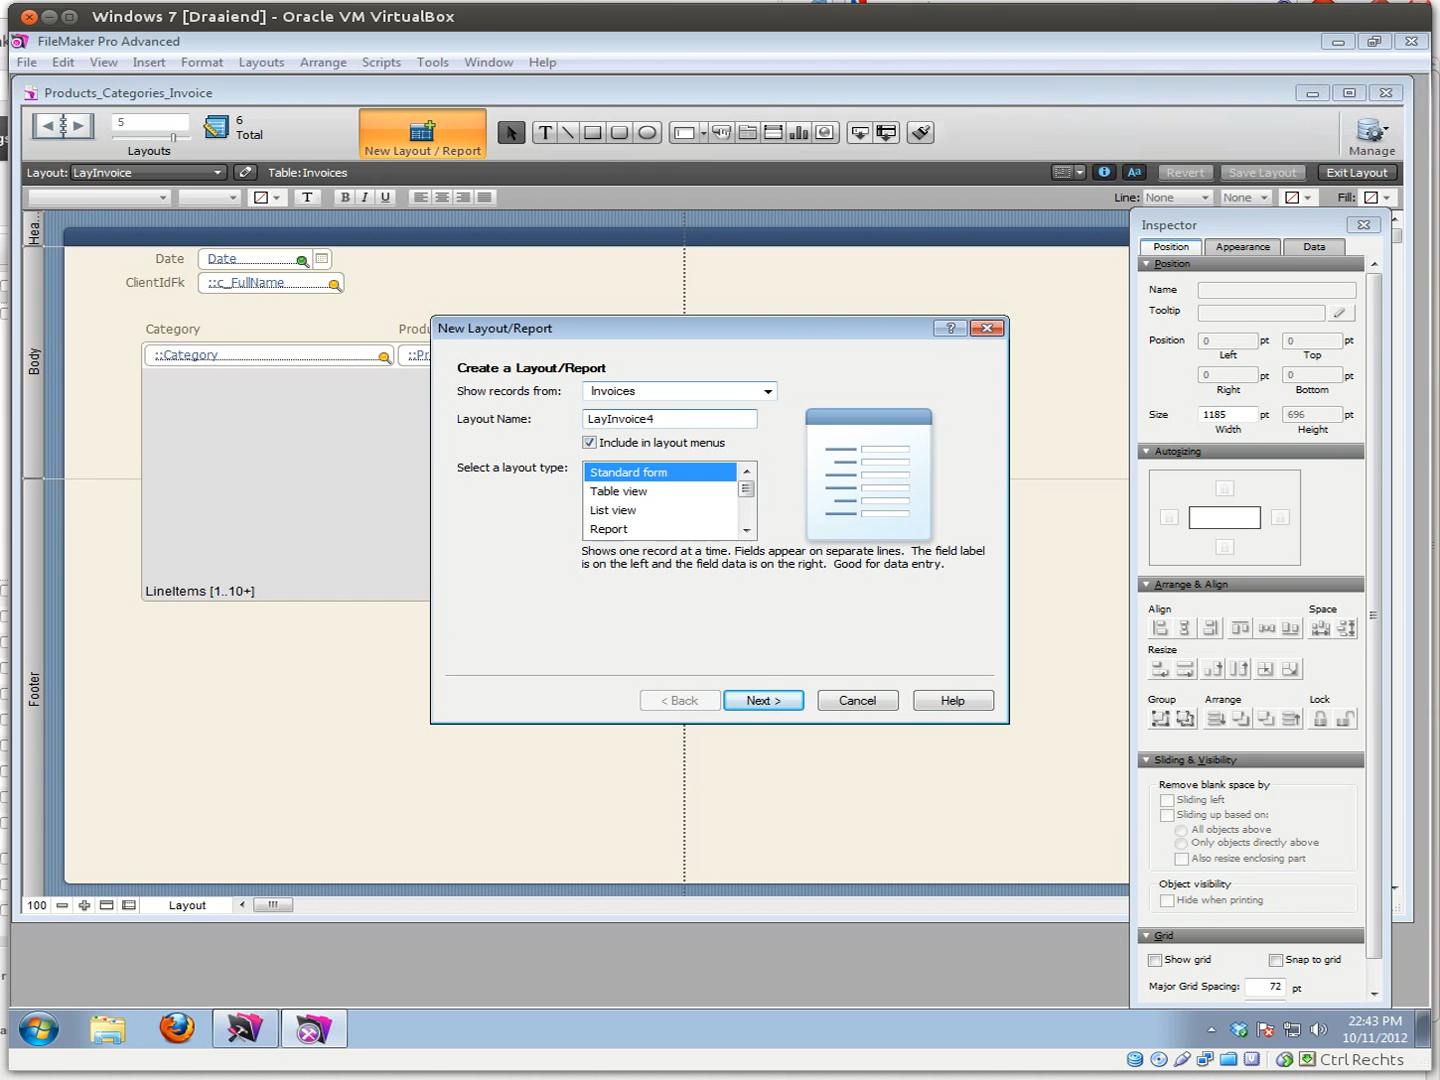 Windows 7 [Draaiend] - Oracle VM VirtualBox
FileMaker Pro Advanced
File Edit View Insert Format Layouts Arrange Scripts Tools Window Help
Products_Categories_Invoice
5
6
Total
Layouts
New Layout / Report
Manage
Layout: LayInvoice Table: Invoices Aa Revert Save Layout Exit Layout
T B I U Line: None None Fill:
Hea..
Body
Footer
Date Date
ClientIdFk ::c_FullName
Category Produ
::Category ::Pr
LineItems [1..10+]
New Layout/Report
?
Create a Layout/Report
Show records from: Invoices
Layout Name: LayInvoice4
Include in layout menus
Select a layout type: Standard form
Table view
List view
Report
Shows one record at a time. Fields appear on separate lines. The field label
is on the left and the field data is on the right. Good for data entry.
< Back Next > Cancel Help
Inspector
Position Appearance Data
Position
Name
Tooltip
Position 0 pt 0 pt
Left Top
0 pt 0 pt
Right Bottom
Size 1185 pt 696 pt
Width Height
Autosizing
Arrange & Align
Align Space
Resize
Group Arrange Lock
Sliding & Visibility
Remove blank space by
Sliding left
Sliding up based on:
All objects above
Only objects directly above
Also resize enclosing part
Object visibility
Hide when printing
Grid
Show grid Snap to grid
Major Grid Spacing: 72 pt
100 Layout
22:43 PM
10/11/2012
Ctrl Rechts